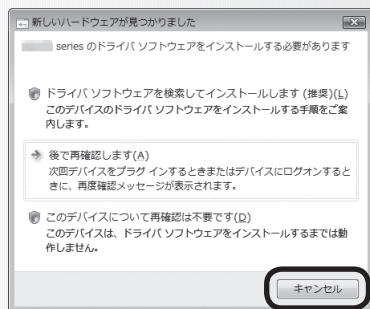 新しいハードウェアが見つかりました
series のドライバ ソフトウェアをインストールする必要があります
ドライバ ソフトウェアを検索してインストールします (推奨)(L)
このデバイスのドライバ ソフトウェアをインストールする手順をご案
内します。
後で再確認します(A)
次回デバイスをプラグ インするときまたはデバイスにログオンすると
きに、再度確認メッセージが表示されます。
このデバイスについて再確認は不要です(D)
このデバイスは、ドライバ ソフトウェアをインストールするまでは動
作しません。
キャンセル